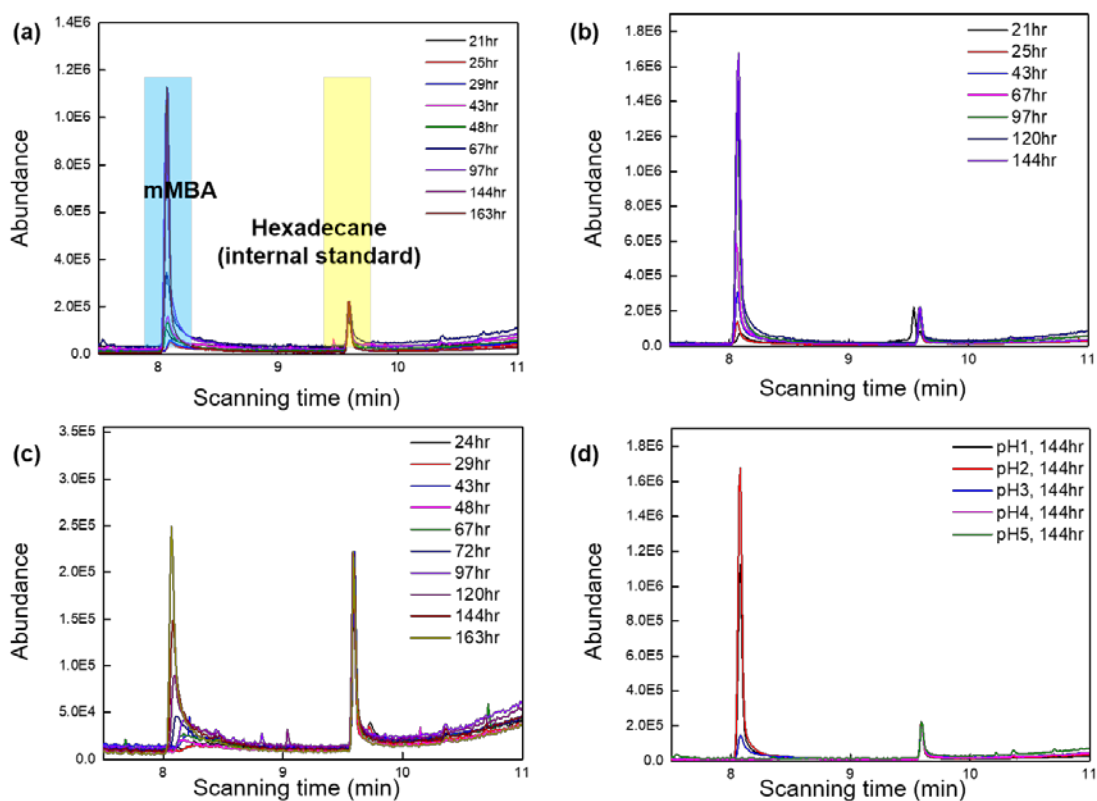 (a)
1.4E6
1.2E6
1.0E6
8.0E5
6.0E5
4.0E5
2.0E5
0.0
Abundance
8
9
10
11
Scanning time (min)
mMBA
Hexadecane
(internal standard)
21hr
25hr
29hr
43hr
48hr
67hr
97hr
144hr
163hr
(b)
1.8E6
1.6E6
1.4E6
1.2E6
1.0E6
8.0E5
6.0E5
4.0E5
2.0E5
0.0
Abundance
8
9
10
11
Scanning time (min)
21hr
25hr
43hr
67hr
97hr
120hr
144hr
(c)
3.5E5
3.0E5
2.5E5
2.0E5
1.5E5
1.0E5
5.0E4
0.0
Abundance
8
9
10
11
Scanning time (min)
24hr
29hr
43hr
48hr
67hr
72hr
97hr
120hr
144hr
163hr
(d)
1.8E6
1.6E6
1.4E6
1.2E6
1.0E6
8.0E5
6.0E5
4.0E5
2.0E5
0.0
Abundance
8
9
10
11
Scanning time (min)
pH1, 144hr
pH2, 144hr
pH3, 144hr
pH4, 144hr
pH5, 144hr